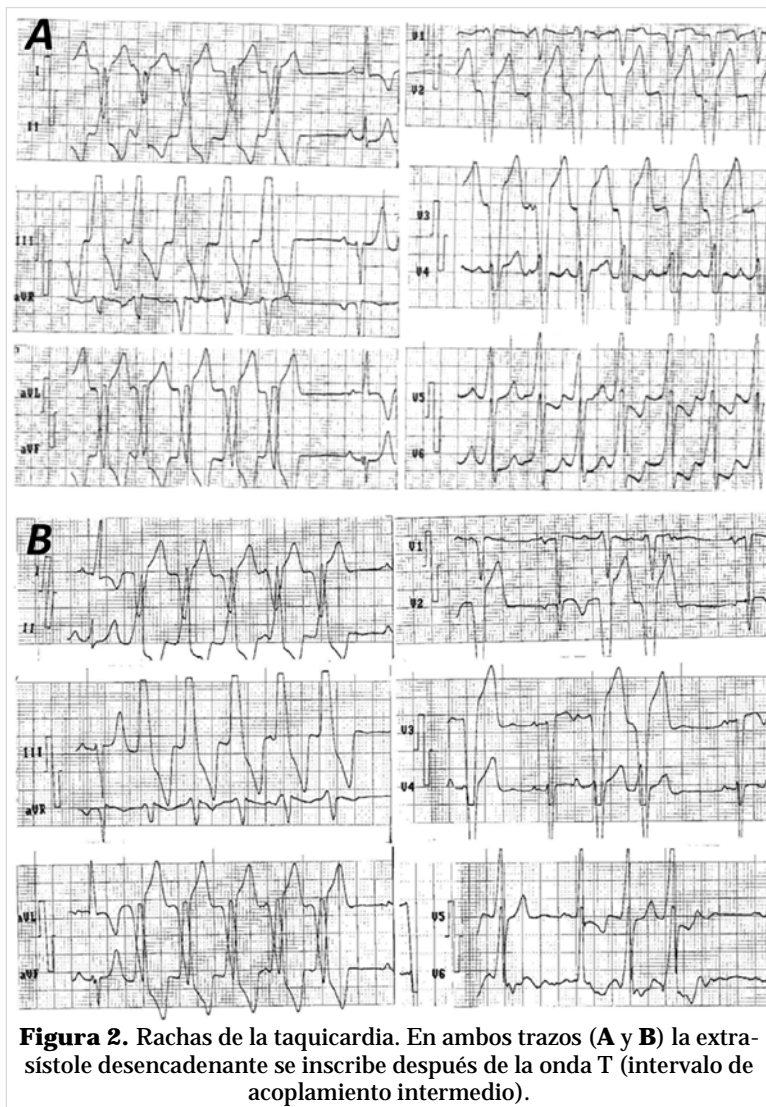 A
I
II
III
aVR
aVL
aVF
V1
V2
V3
V4
V5
V6
B
I
II
III
aVR
aVL
aVF
V1
V2
V3
V4
V5
V6
Figura 2. Rachas de la taquicardia. En ambos trazos (A y B) la extra-
sístole desencadenante se inscribe después de la onda T (intervalo de
acoplamiento intermedio).